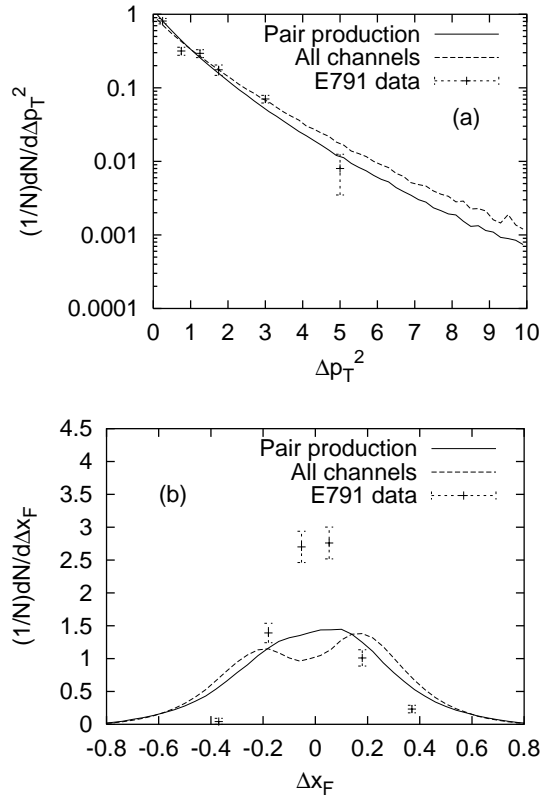 1
0.1
0.01
0.001
0.0001
(1/N)dN/dΔp_T^2
Pair production
All channels
E791 data
(a)
0 1 2 3 4 5 6 7 8 9 10
Δp_T^2
4.5
4
3.5
3
2.5
2
1.5
1
0.5
0
(1/N)dN/dΔx_F
Pair production
All channels
E791 data
(b)
-0.8 -0.6 -0.4 -0.2 0 0.2 0.4 0.6 0.8
Δx_F